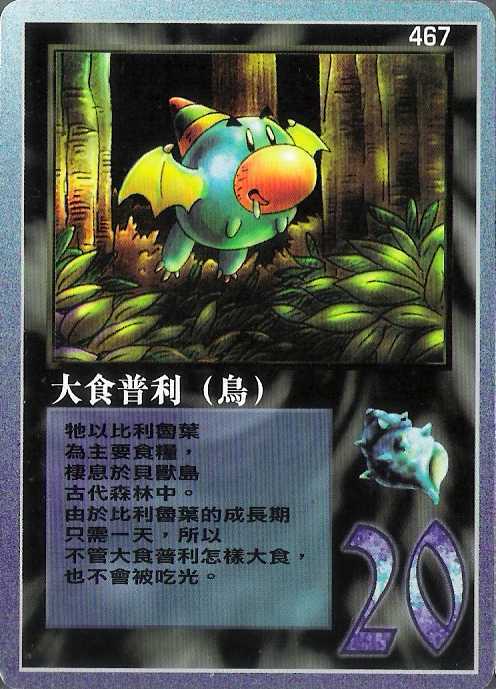 467
大食普利（鳥）
牠以比利魯葉
為主要食糧，
棲息於貝獸島
古代森林中。
由於比利魯葉的成長期
只需一天，所以
不管大食普利怎樣大食，
也不會被吃光。
20